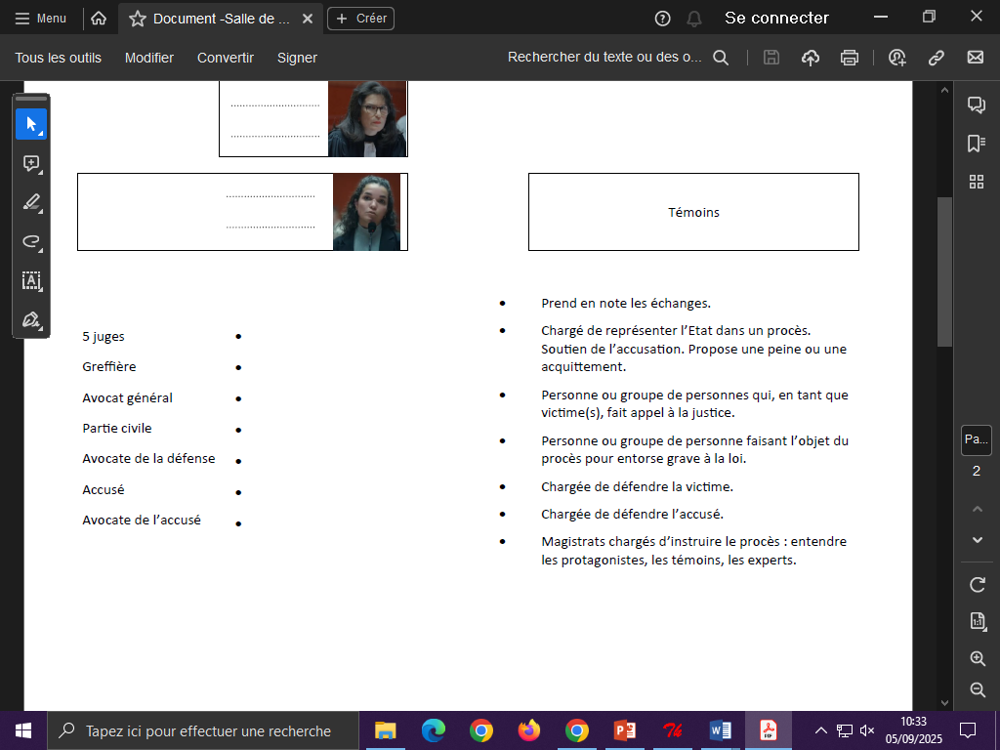 Menu
Document -Salle de ...
Créer
Se connecter
Tous les outils
Modifier
Convertir
Signer
Rechercher du texte ou des o...
..............................
..............................
..............................
..............................
Témoins
5 juges
Greffière
Avocat général
Partie civile
Avocate de la défense
Accusé
Avocate de l’accusé
Prend en note les échanges.
Chargé de représenter l’Etat dans un procès.
Soutien de l’accusation. Propose une peine ou une
acquittement.
Personne ou groupe de personnes qui, en tant que
victime(s), fait appel à la justice.
Personne ou groupe de personne faisant l’objet du
procès pour entorse grave à la loi.
Chargée de défendre la victime.
Chargée de défendre l’accusé.
Magistrats chargés d’instruire le procès : entendre
les protagonistes, les témoins, les experts.
Pa...
2
1:1
Tapez ici pour effectuer une recherche
10:33
05/09/2025